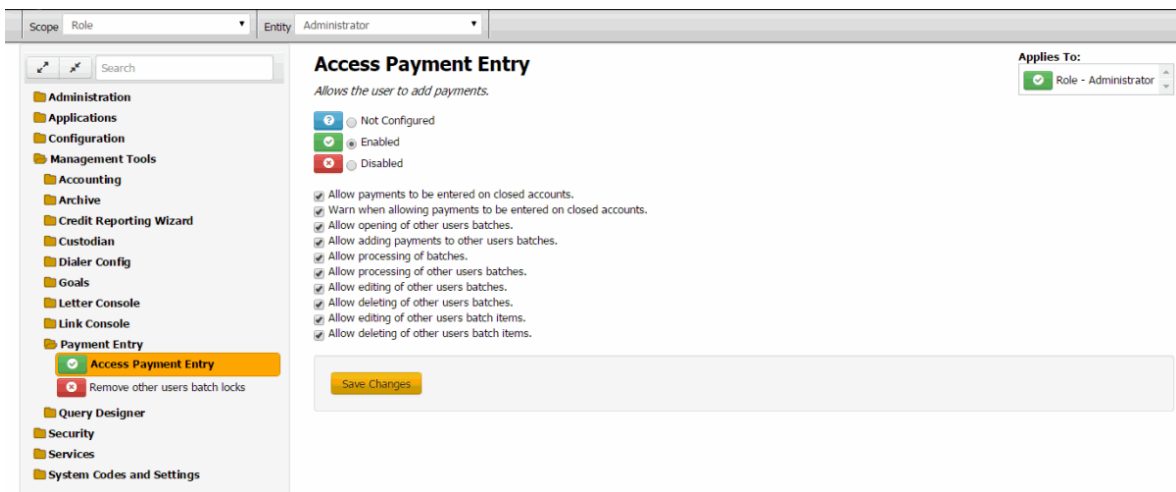 Scope Role Entity Administrator
Search
Administration
Applications
Configuration
Management Tools
Accounting
Archive
Credit Reporting Wizard
Custodian
Dialer Config
Goals
Letter Console
Link Console
Payment Entry
Access Payment Entry
Remove other users batch locks
Query Designer
Security
Services
System Codes and Settings
Access Payment Entry
Allows the user to add payments.
Not Configured
Enabled
Disabled
Allow payments to be entered on closed accounts.
Warn when allowing payments to be entered on closed accounts.
Allow opening of other users batches.
Allow adding payments to other users batches.
Allow processing of batches.
Allow processing of other users batches.
Allow editing of other users batches.
Allow deleting of other users batches.
Allow editing of other users batch items.
Allow deleting of other users batch items.
Save Changes
Applies To:
Role - Administrator